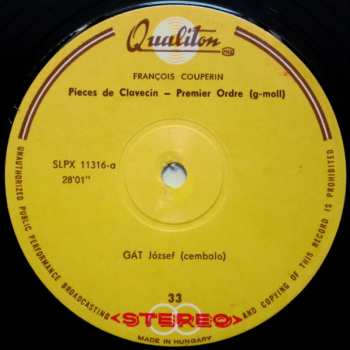 Qualiton
FRANÇOIS COUPERIN
Pieces de Clavecin – Premier Ordre (g-moll)
SLPX 11316-a
28'01"
GÁT József (cembalo)
33
STEREO
MADE IN HUNGARY
UNAUTHORIZED PUBLIC PERFORMANCE BROADCASTING AND COPYING OF THIS RECORD IS PROHIBITED